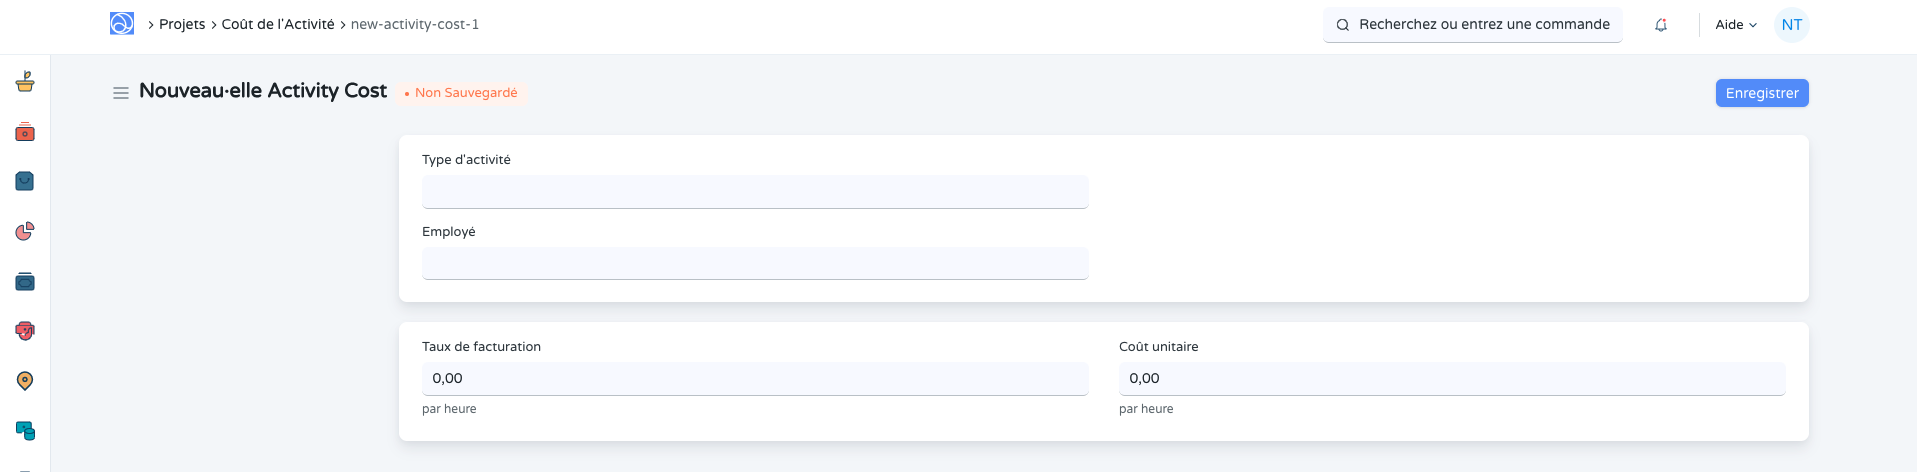 Projets Coût de l'Activité new-activity-cost-1
Recherchez ou entrez une commande
Aide
NT
Nouveau·elle Activity Cost
Non Sauvegardé
Enregistrer
Type d'activité
Employé
Taux de facturation
0,00
par heure
Coût unitaire
0,00
par heure